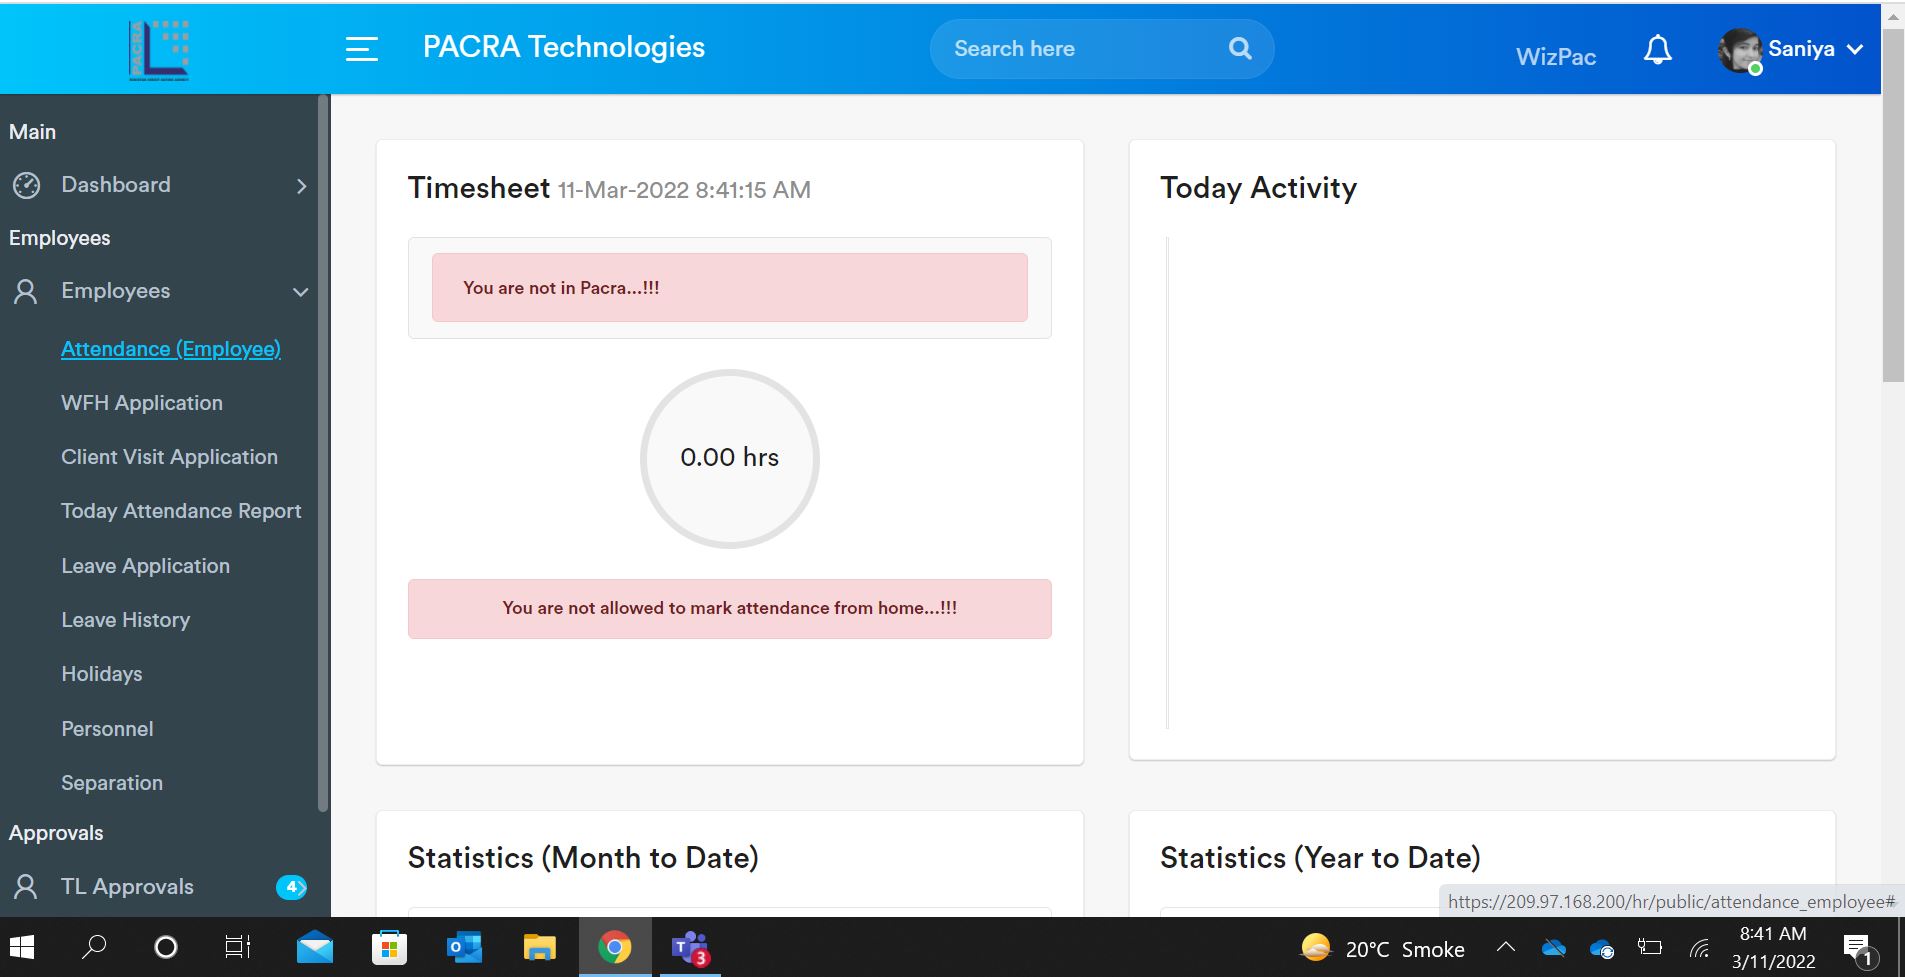 PACRA
PACRA Technologies
Search here
WizPac
Saniya
Main
Dashboard
Employees
Employees
Attendance (Employee)
WFH Application
Client Visit Application
Today Attendance Report
Leave Application
Leave History
Holidays
Personnel
Separation
Approvals
TL Approvals
4
Timesheet 11-Mar-2022 8:41:15 AM
You are not in Pacra...!!!
0.00 hrs
You are not allowed to mark attendance from home...!!!
Today Activity
Statistics (Month to Date)
Statistics (Year to Date)
https://209.97.168.200/hr/public/attendance_employee#
T
3
20°C Smoke
8:41 AM
3/11/2022
1